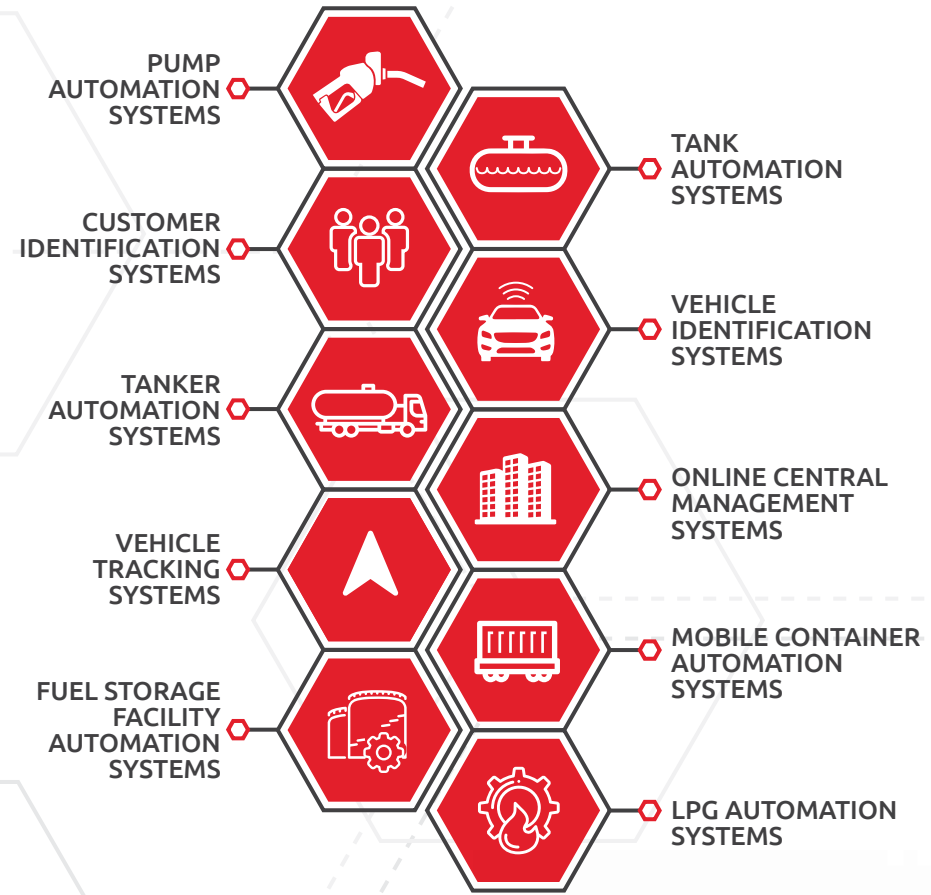 PUMP
AUTOMATION
SYSTEMS
TANK
AUTOMATION
SYSTEMS
CUSTOMER
IDENTIFICATION
SYSTEMS
VEHICLE
IDENTIFICATION
SYSTEMS
TANKER
AUTOMATION
SYSTEMS
ONLINE CENTRAL
MANAGEMENT
SYSTEMS
VEHICLE
TRACKING
SYSTEMS
MOBILE CONTAINER
AUTOMATION
SYSTEMS
FUEL STORAGE
FACILITY
AUTOMATION
SYSTEMS
LPG AUTOMATION
SYSTEMS